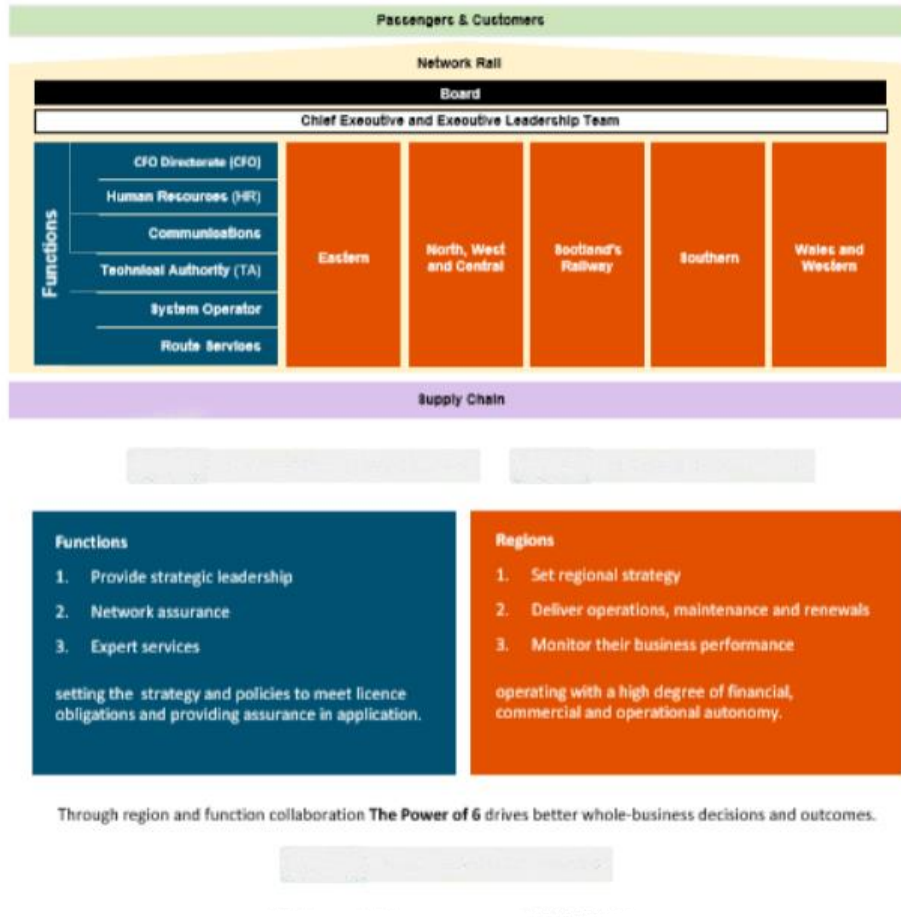 Passengers & Customers
Network Rail
Board
Chief Executive and Executive Leadership Team
Functions
CFO Directorate (CFO)
Human Resources (HR)
Communications
Technical Authority (TA)
System Operator
Route Services
Eastern
North, West
and Central
Scotland's
Railway
Southern
Wales and
Western
Supply Chain
Functions
1. Provide strategic leadership
2. Network assurance
3. Expert services
setting the strategy and policies to meet licence
obligations and providing assurance in application.
Regions
1. Set regional strategy
2. Deliver operations, maintenance and renewals
3. Monitor their business performance
operating with a high degree of financial,
commercial and operational autonomy.
Through region and function collaboration The Power of 6 drives better whole-business decisions and outcomes.